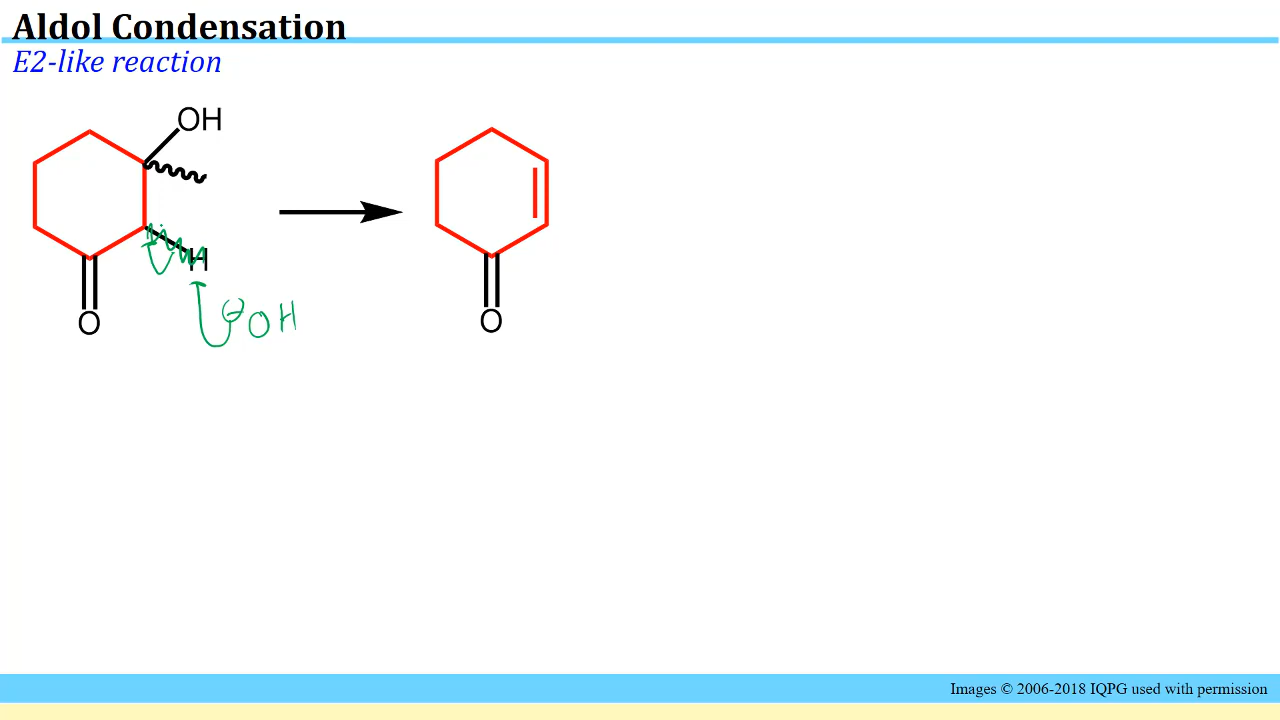 Aldol Condensation
E2-like reaction
OH
H
⊖OH
O
O
Images © 2006-2018 IQPG used with permission